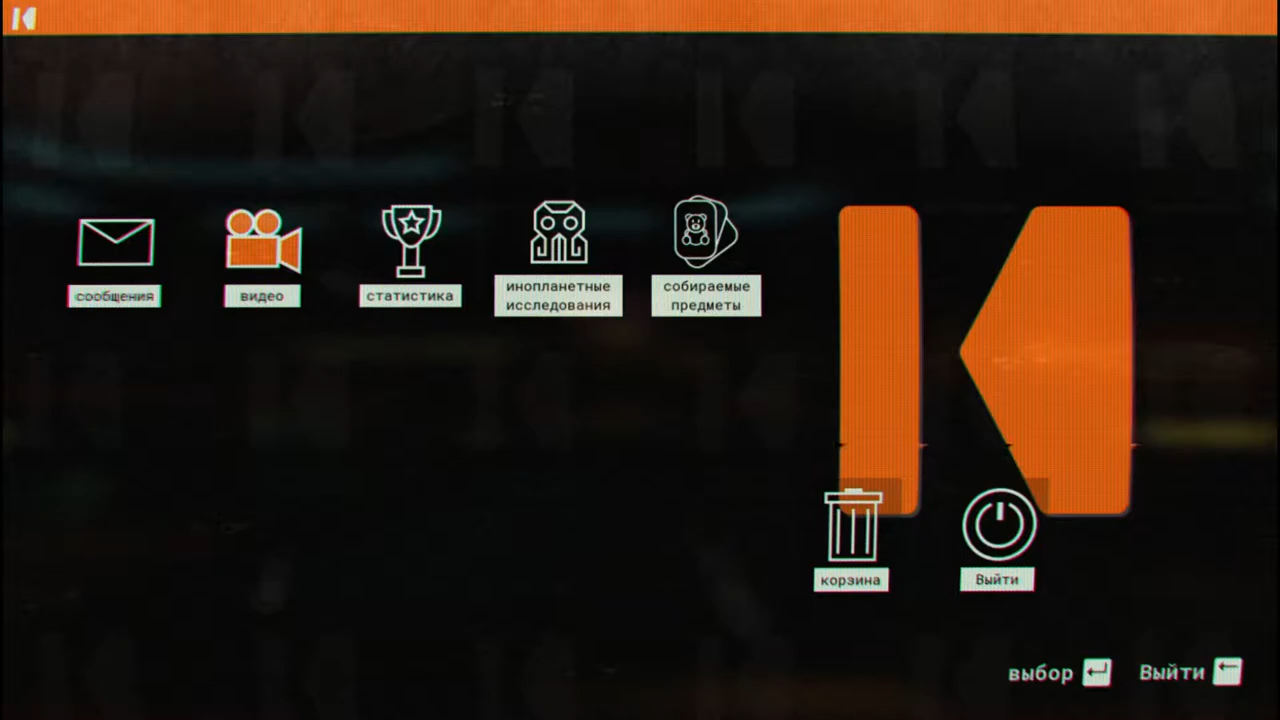 сообщения
видео
статистика
инопланетные
исследования
собираемые
предметы
корзина
Выйти
выбор
Выйти